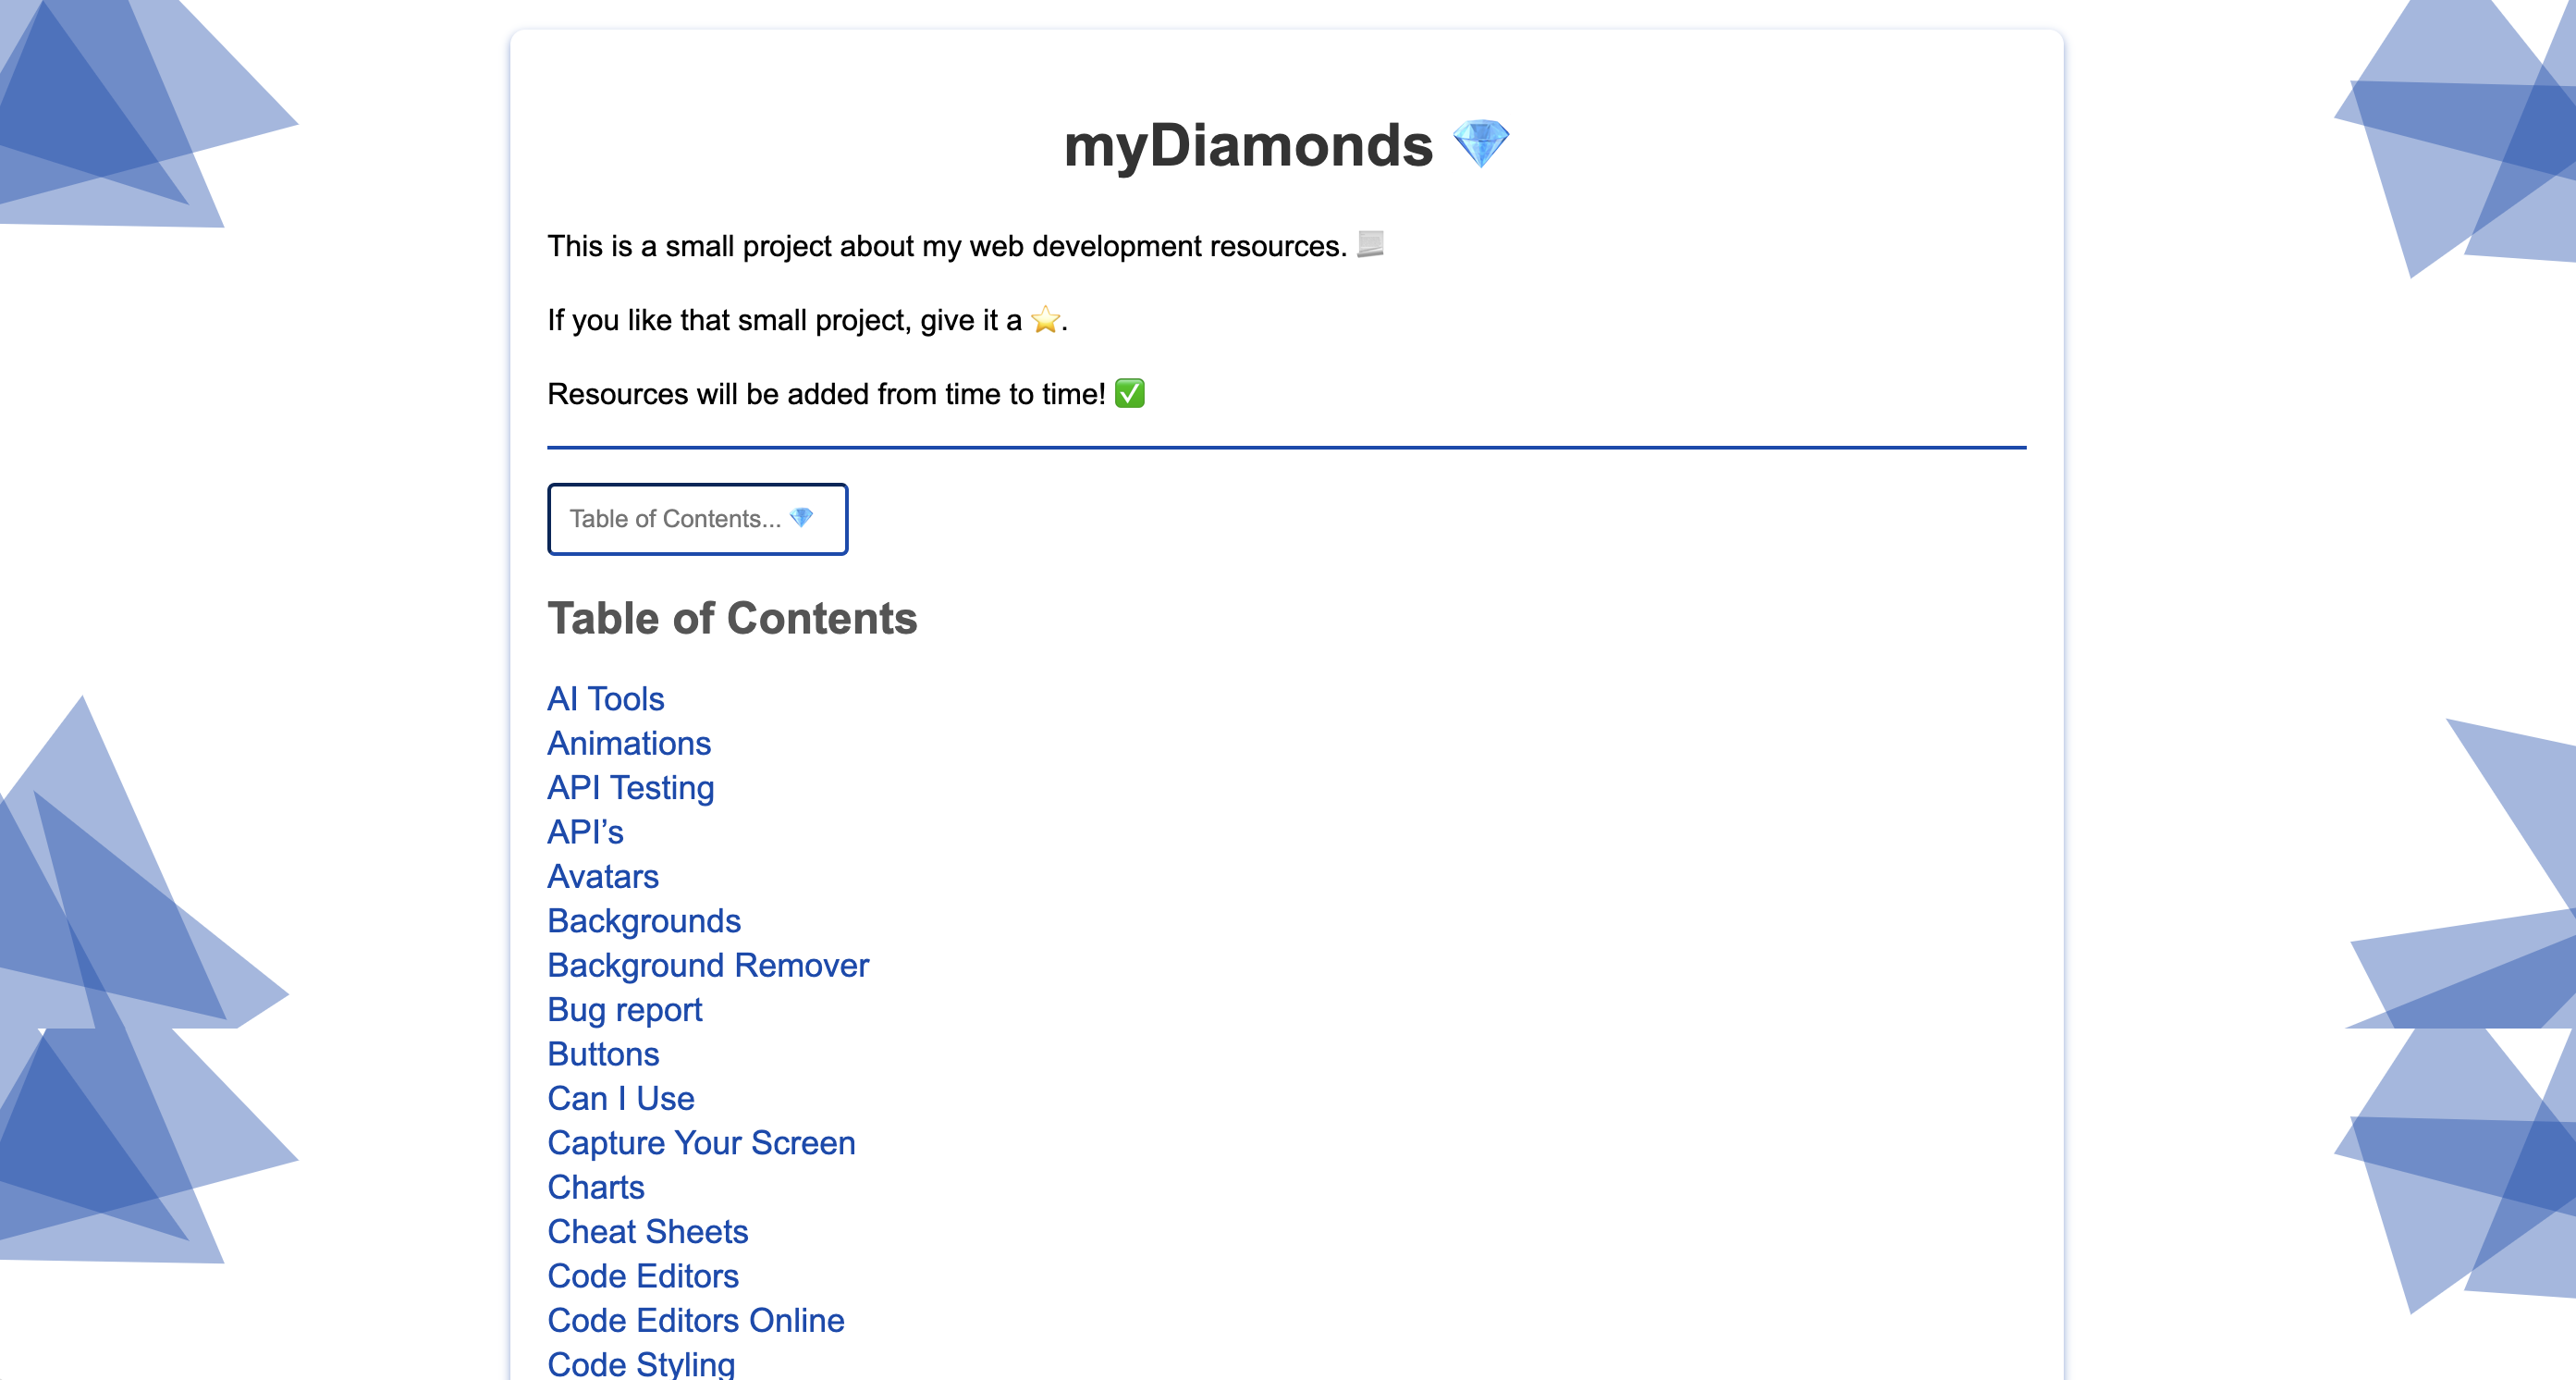 myDiamonds 💎
This is a small project about my web development resources.
If you like that small project, give it a ⭐.
Resources will be added from time to time! ✅
Table of Contents... 💎
Table of Contents
AI Tools
Animations
API Testing
API’s
Avatars
Backgrounds
Background Remover
Bug report
Buttons
Can I Use
Capture Your Screen
Charts
Cheat Sheets
Code Editors
Code Editors Online
Code Styling